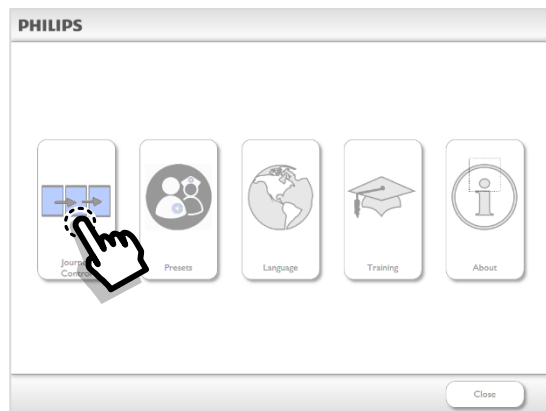 PHILIPS
Presets
Language
Training
About
Close